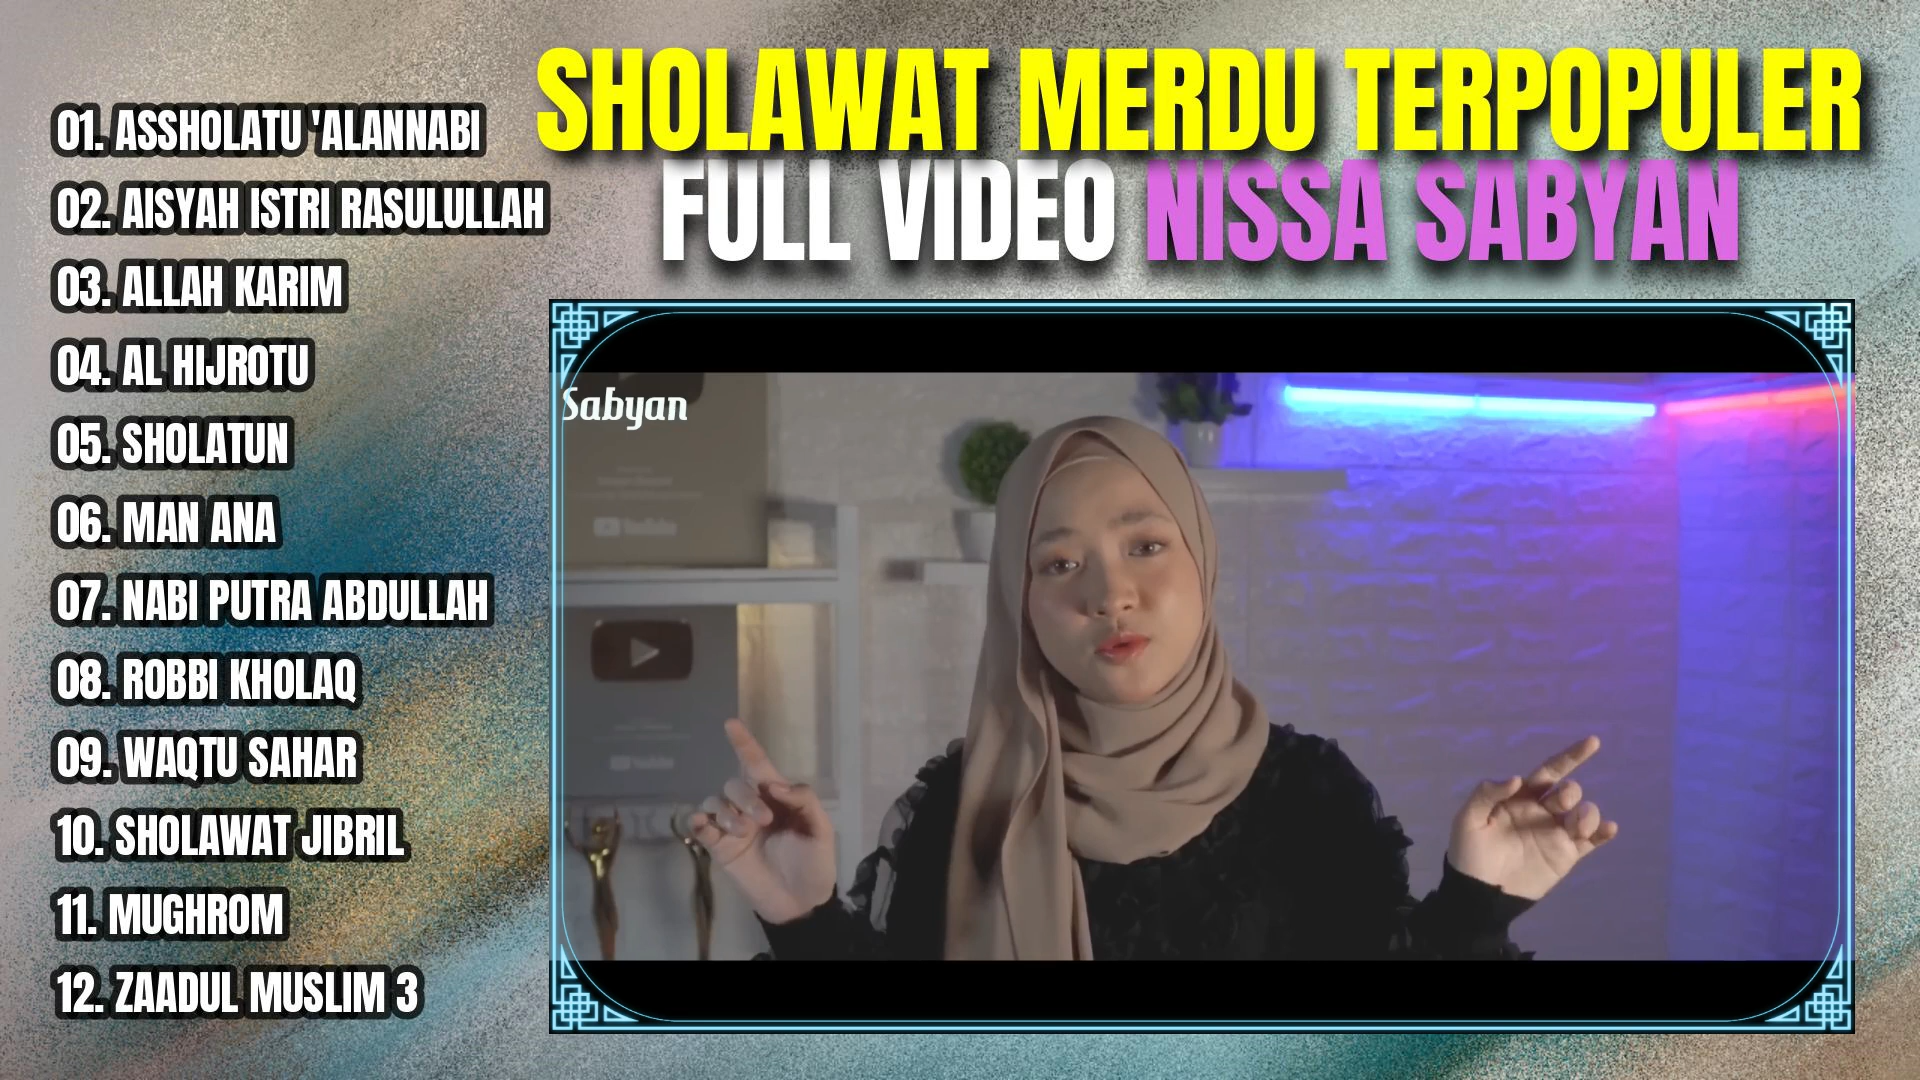 SHOLAWAT MERDU TERPOPULER
FULL VIDEO NISSA SABYAN
01. ASSHOLATU 'ALANNABI
02. AISYAH ISTRI RASULULLAH
03. ALLAH KARIM
04. AL HIJROTU
05. SHOLATUN
06. MAN ANA
07. NABI PUTRA ABDULLAH
08. ROBBI KHOLAQ
09. WAQTU SAHAR
10. SHOLAWAT JIBRIL
11. MUGHROM
12. ZAADUL MUSLIM 3
Sabyan
YouTube
YouTube